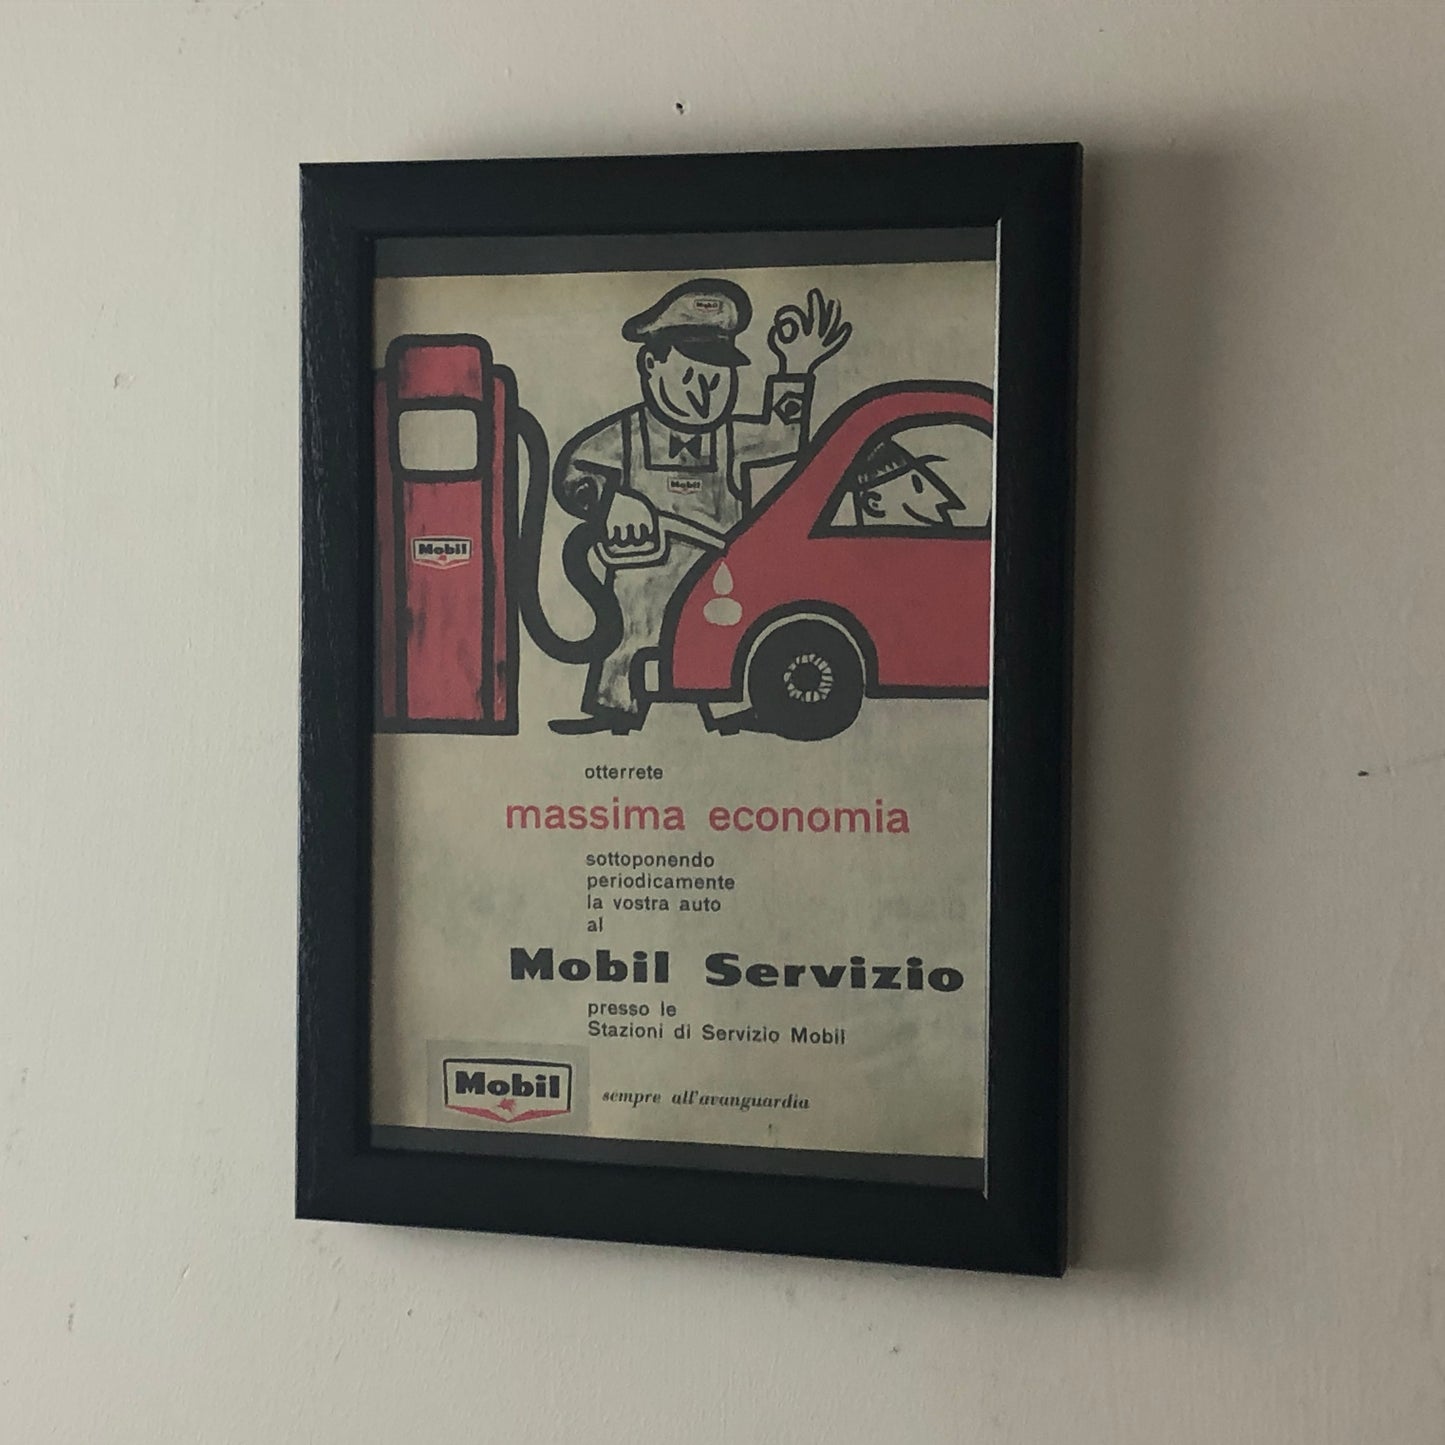 Mobil
Mobil
Mobil
otterrete
massima economia
sottoponendo
periodicamente
la vostra auto
al
Mobil Servizio
presso le
Stazioni di Servizio Mobil
Mobil
sempre all'avanguardia